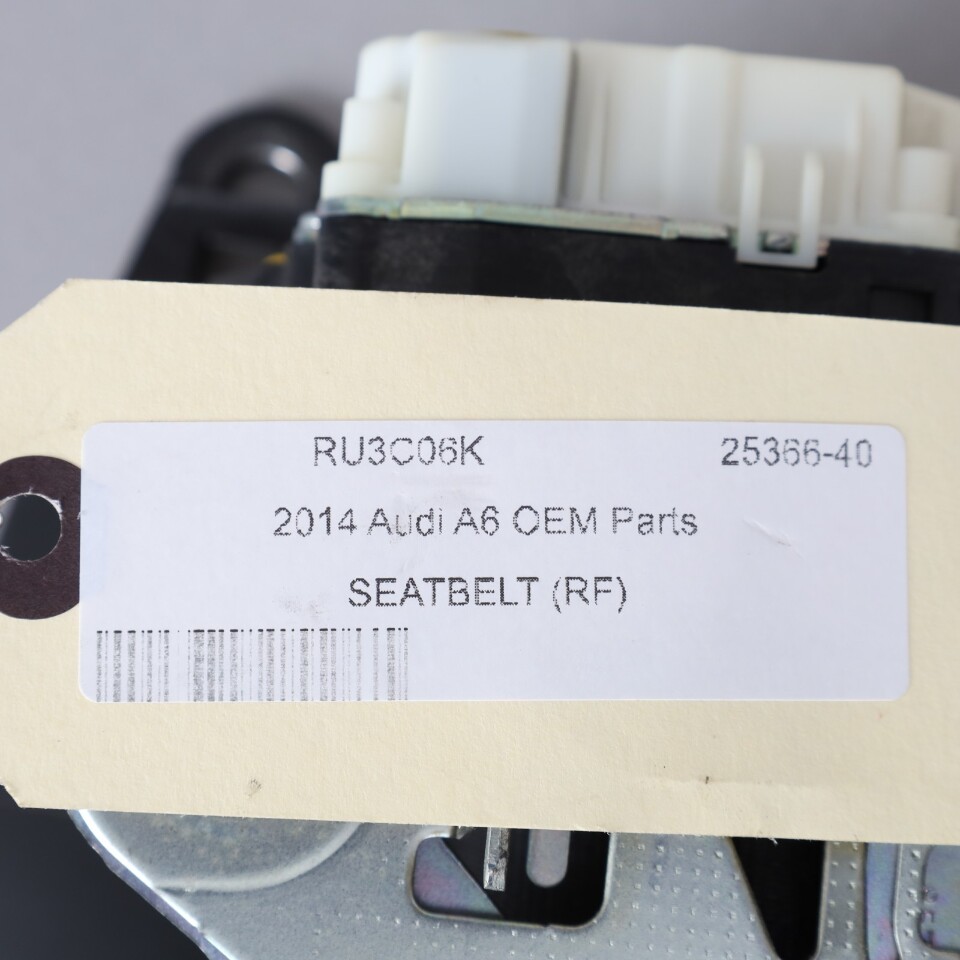 RU3C06K 25366-40
2014 Audi A6 OEM Parts
SEATBELT (RF)